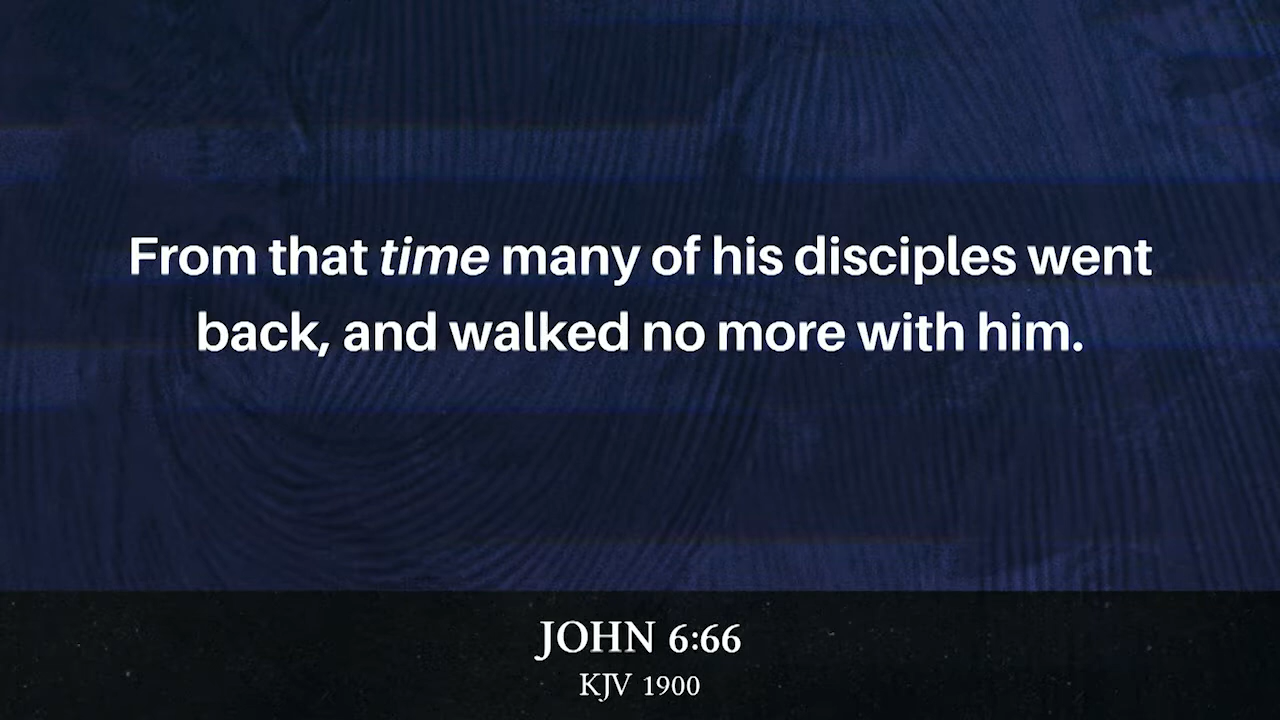 From that time many of his disciples went
back, and walked no more with him.
JOHN 6:66
KJV 1900